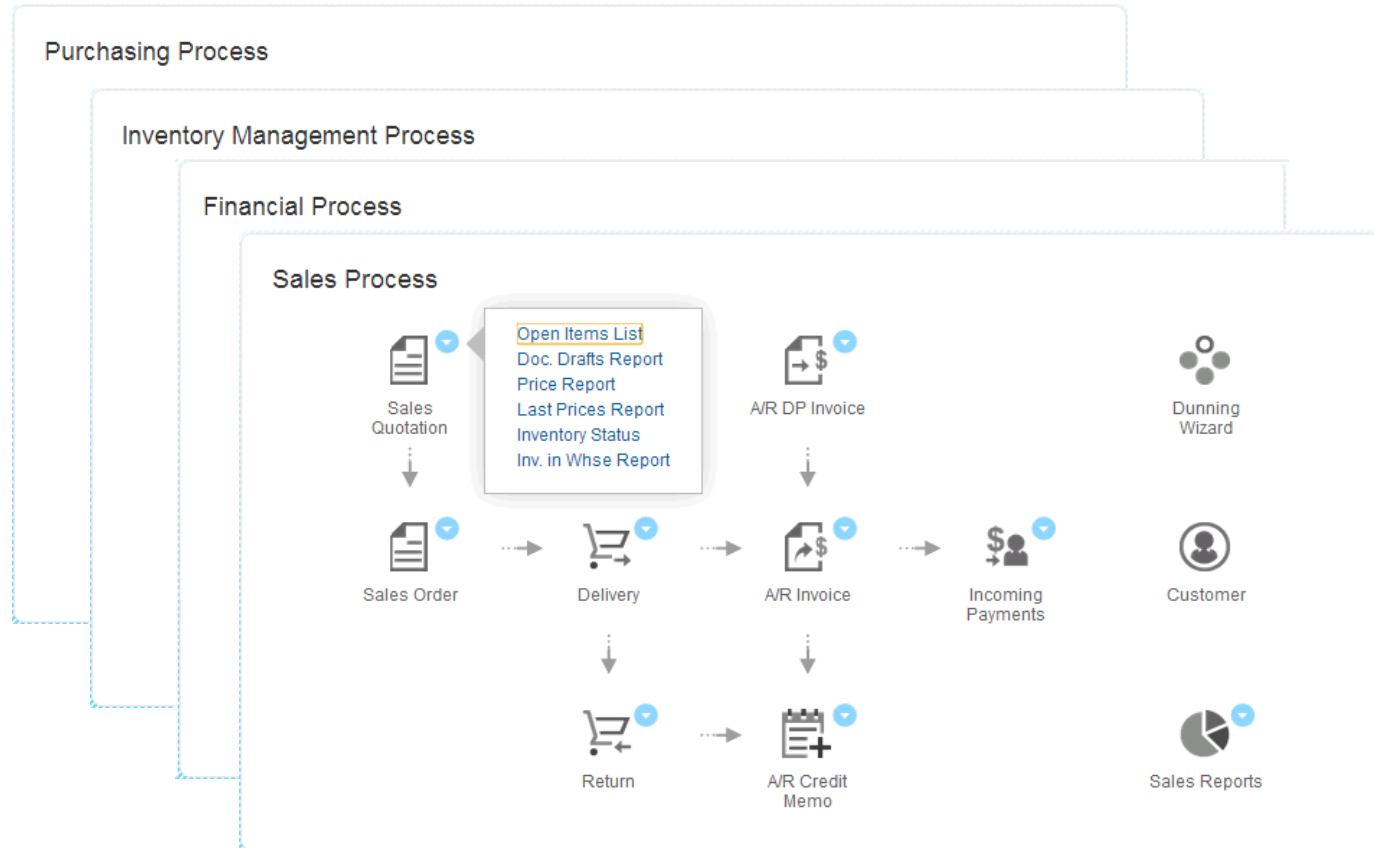 Purchasing Process
Inventory Management Process
Financial Process
Sales Process
Open Items List
Doc. Drafts Report
Price Report
Last Prices Report
Inventory Status
Inv. in Whse Report
Sales
Quotation
A/R DP Invoice
Dunning
Wizard
Sales Order
Delivery
A/R Invoice
Incoming
Payments
Customer
Return
A/R Credit
Memo
Sales Reports